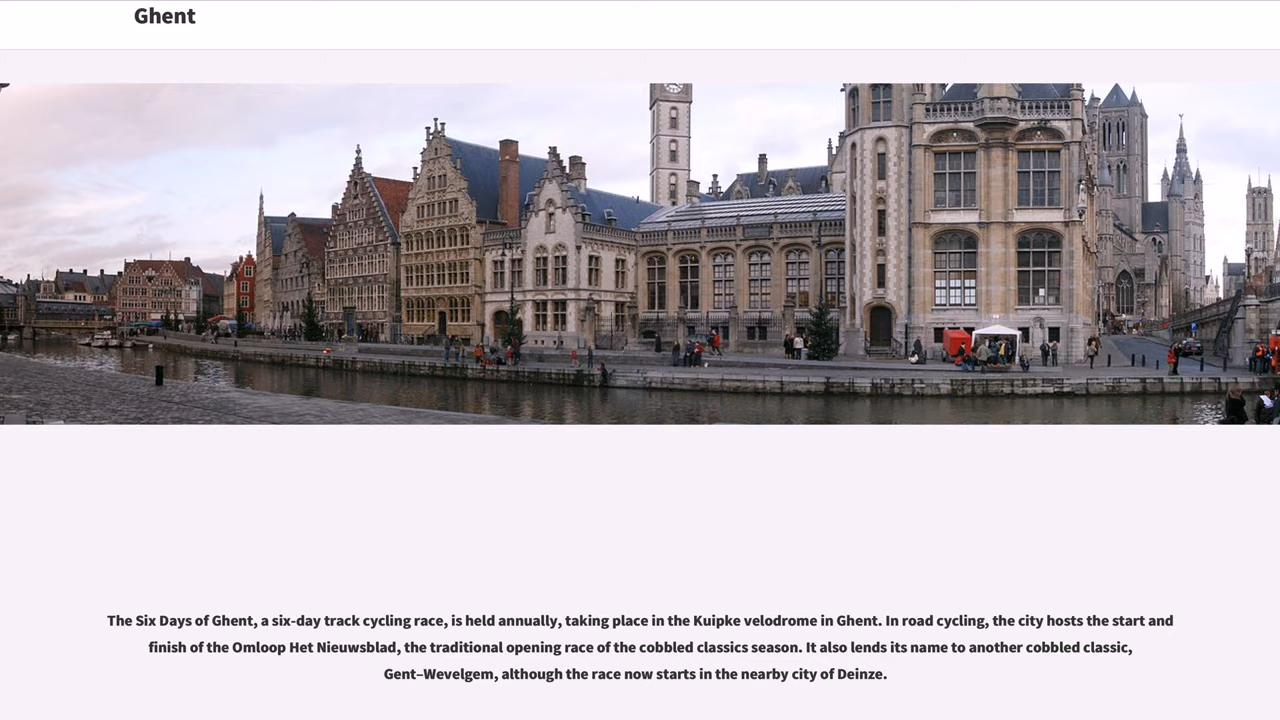 Ghent
The Six Days of Ghent, a six-day track cycling race, is held annually, taking place in the Kuipke velodrome in Ghent. In road cycling, the city hosts the start and
finish of the Omloop Het Nieuwsblad, the traditional opening race of the cobbled classics season. It also lends its name to another cobbled classic,
Gent–Wevelgem, although the race now starts in the nearby city of Deinze.